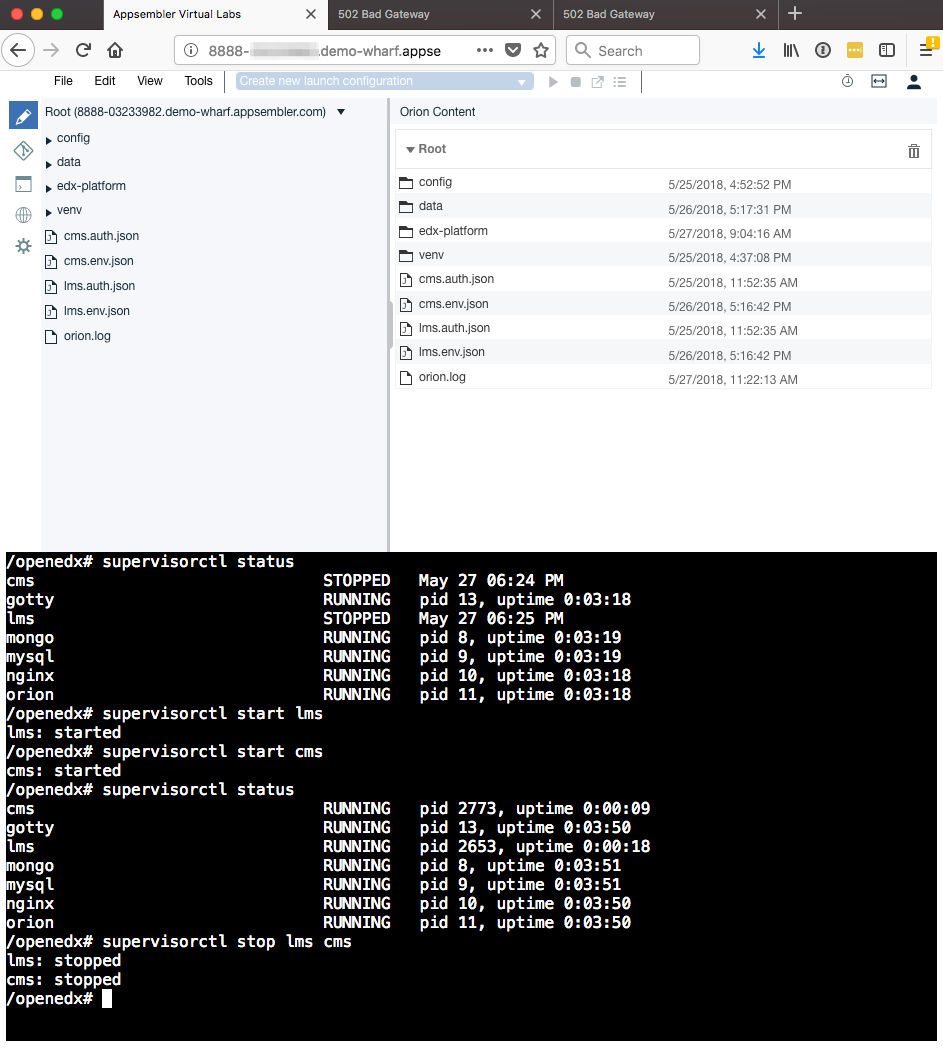 Appsembler Virtual Labs 502 Bad Gateway 502 Bad Gateway
8888- .demo-wharf.appse Search
File Edit View Tools Create new launch configuration
Root (8888-03233982.demo-wharf.appsembler.com)
config
data
edx-platform
venv
cms.auth.json
cms.env.json
lms.auth.json
lms.env.json
orion.log
Orion Content
Root
config 5/25/2018, 4:52:52 PM
data 5/26/2018, 5:17:31 PM
edx-platform 5/27/2018, 9:04:16 AM
venv 5/25/2018, 4:37:08 PM
cms.auth.json 5/25/2018, 11:52:35 AM
cms.env.json 5/26/2018, 5:16:42 PM
lms.auth.json 5/25/2018, 11:52:35 AM
lms.env.json 5/26/2018, 5:16:42 PM
orion.log 5/27/2018, 11:22:13 AM
/openedx# supervisorctl status
cms STOPPED May 27 06:24 PM
gotty RUNNING pid 13, uptime 0:03:18
lms STOPPED May 27 06:25 PM
mongo RUNNING pid 8, uptime 0:03:19
mysql RUNNING pid 9, uptime 0:03:19
nginx RUNNING pid 10, uptime 0:03:18
orion RUNNING pid 11, uptime 0:03:18
/openedx# supervisorctl start lms
lms: started
/openedx# supervisorctl start cms
cms: started
/openedx# supervisorctl status
cms RUNNING pid 2773, uptime 0:00:09
gotty RUNNING pid 13, uptime 0:03:50
lms RUNNING pid 2653, uptime 0:00:18
mongo RUNNING pid 8, uptime 0:03:51
mysql RUNNING pid 9, uptime 0:03:51
nginx RUNNING pid 10, uptime 0:03:50
orion RUNNING pid 11, uptime 0:03:50
/openedx# supervisorctl stop lms cms
lms: stopped
cms: stopped
/openedx#